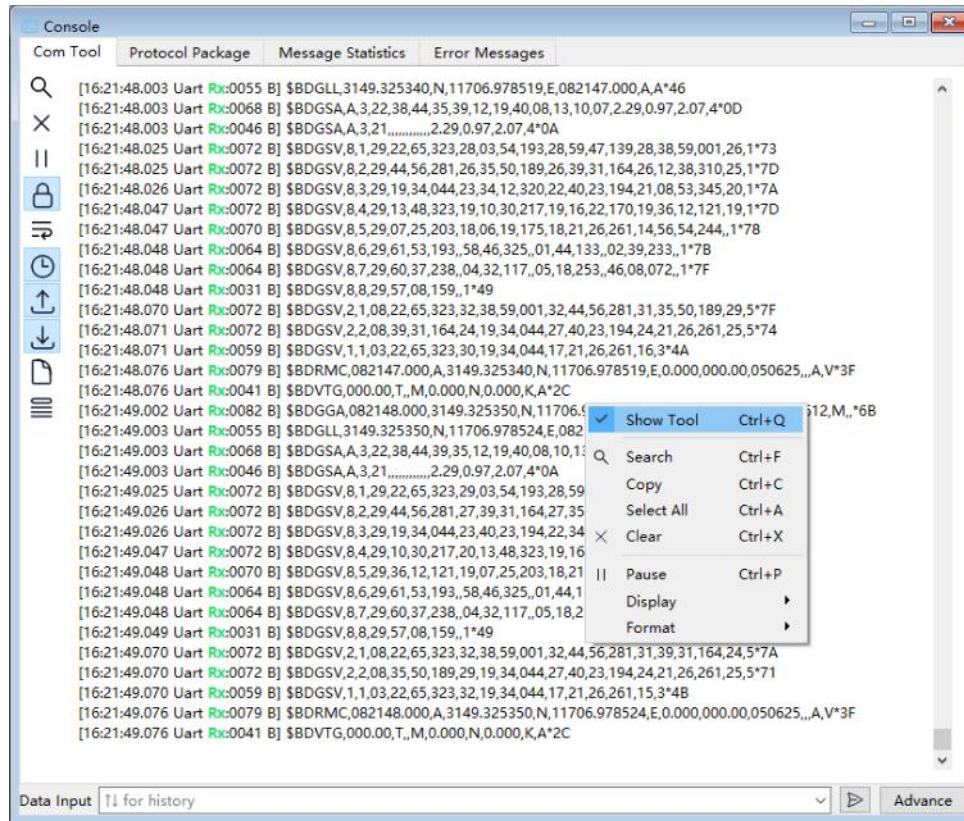 Console
Com Tool Protocol Package Message Statistics Error Messages
[16:21:48.003 Uart Rx:0055 B] $BDGLL,3149.325340,N,11706.978519,E,082147.000,A,A*46
[16:21:48.003 Uart Rx:0068 B] $BDGSA,A,3,22,38,44,35,39,12,19,40,08,13,10,07,2.29,0.97,2.07,4*0D
[16:21:48.003 Uart Rx:0046 B] $BDGSA,A,3,21,,,,,,,,,,,,2.29,0.97,2.07,4*0A
[16:21:48.025 Uart Rx:0072 B] $BDGSV,8,1,29,22,65,323,28,03,54,193,28,59,47,139,28,38,59,001,26,1*73
[16:21:48.025 Uart Rx:0072 B] $BDGSV,8,2,29,44,56,281,26,35,50,189,26,39,31,164,26,12,38,310,25,1*7D
[16:21:48.026 Uart Rx:0072 B] $BDGSV,8,3,29,19,34,044,23,34,12,320,22,40,23,194,21,08,53,345,20,1*7A
[16:21:48.047 Uart Rx:0072 B] $BDGSV,8,4,29,13,48,323,19,10,30,217,19,16,22,170,19,36,12,121,19,1*7D
[16:21:48.047 Uart Rx:0070 B] $BDGSV,8,5,29,07,25,203,18,06,19,175,18,21,26,261,14,56,54,244,,1*78
[16:21:48.048 Uart Rx:0064 B] $BDGSV,8,6,29,61,53,193,,58,46,325,,01,44,133,,02,39,233,,1*7B
[16:21:48.048 Uart Rx:0064 B] $BDGSV,8,7,29,60,37,238,,04,32,117,,05,18,253,,46,08,072,,1*7F
[16:21:48.048 Uart Rx:0031 B] $BDGSV,8,8,29,57,08,159,,1*49
[16:21:48.070 Uart Rx:0072 B] $BDGSV,2,1,08,22,65,323,32,38,59,001,32,44,56,281,31,35,50,189,29,5*7F
[16:21:48.071 Uart Rx:0072 B] $BDGSV,2,2,08,39,31,164,24,19,34,044,27,40,23,194,24,21,26,261,25,5*74
[16:21:48.071 Uart Rx:0059 B] $BDGSV,1,1,03,22,65,323,30,19,34,044,17,21,26,261,16,3*4A
[16:21:48.076 Uart Rx:0079 B] $BDRMC,082147.000,A,3149.325340,N,11706.978519,E,0.000,000.00,050625,,,A,V*3F
[16:21:48.076 Uart Rx:0041 B] $BDVTG,000.00,T,,M,0.000,N,0.000,K,A*2C
[16:21:49.002 Uart Rx:0082 B] $BDGGA,082148.000,3149.325350,N,11706.9 512,M,,*6B
[16:21:49.003 Uart Rx:0055 B] $BDGLL,3149.325350,N,11706.978524,E,082
[16:21:49.003 Uart Rx:0068 B] $BDGSA,A,3,22,38,44,39,35,12,19,40,08,10,13
[16:21:49.003 Uart Rx:0046 B] $BDGSA,A,3,21,,,,,,,,,,,,2.29,0.97,2.07,4*0A
[16:21:49.025 Uart Rx:0072 B] $BDGSV,8,1,29,22,65,323,29,03,54,193,28,59
[16:21:49.026 Uart Rx:0072 B] $BDGSV,8,2,29,44,56,281,27,39,31,164,27,35
[16:21:49.026 Uart Rx:0072 B] $BDGSV,8,3,29,19,34,044,23,40,23,194,22,34
[16:21:49.047 Uart Rx:0072 B] $BDGSV,8,4,29,10,30,217,20,13,48,323,19,16
[16:21:49.048 Uart Rx:0070 B] $BDGSV,8,5,29,36,12,121,19,07,25,203,18,21
[16:21:49.048 Uart Rx:0064 B] $BDGSV,8,6,29,61,53,193,,58,46,325,,01,44,1
[16:21:49.048 Uart Rx:0064 B] $BDGSV,8,7,29,60,37,238,,04,32,117,,05,18,2
[16:21:49.049 Uart Rx:0031 B] $BDGSV,8,8,29,57,08,159,,1*49
[16:21:49.070 Uart Rx:0072 B] $BDGSV,2,1,08,22,65,323,32,38,59,001,32,44,56,281,31,39,31,164,24,5*7A
[16:21:49.070 Uart Rx:0072 B] $BDGSV,2,2,08,35,50,189,29,19,34,044,27,40,23,194,24,21,26,261,25,5*71
[16:21:49.070 Uart Rx:0059 B] $BDGSV,1,1,03,22,65,323,32,19,34,044,17,21,26,261,15,3*4B
[16:21:49.076 Uart Rx:0079 B] $BDRMC,082148.000,A,3149.325350,N,11706.978524,E,0.000,000.00,050625,,,A,V*3F
[16:21:49.076 Uart Rx:0041 B] $BDVTG,000.00,T,,M,0.000,N,0.000,K,A*2C
Show Tool Ctrl+Q
Search Ctrl+F
Copy Ctrl+C
Select All Ctrl+A
Clear Ctrl+X
Pause Ctrl+P
Display
Format
Data Input ↑↓ for history Advance